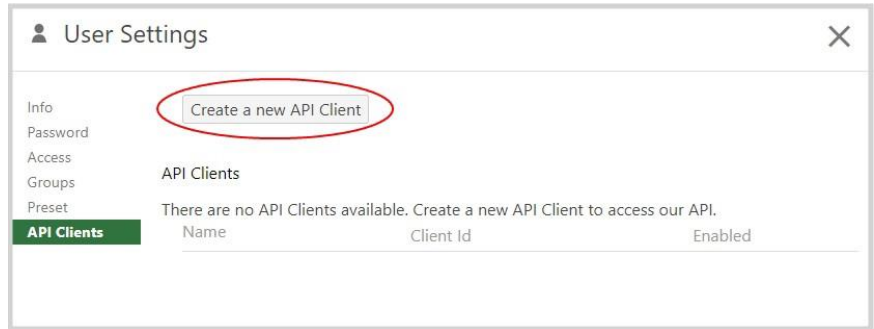 User Settings
Info
Password
Access
Groups
Preset
API Clients
Create a new API Client
API Clients
There are no API Clients available. Create a new API Client to access our API.
Name Client Id Enabled